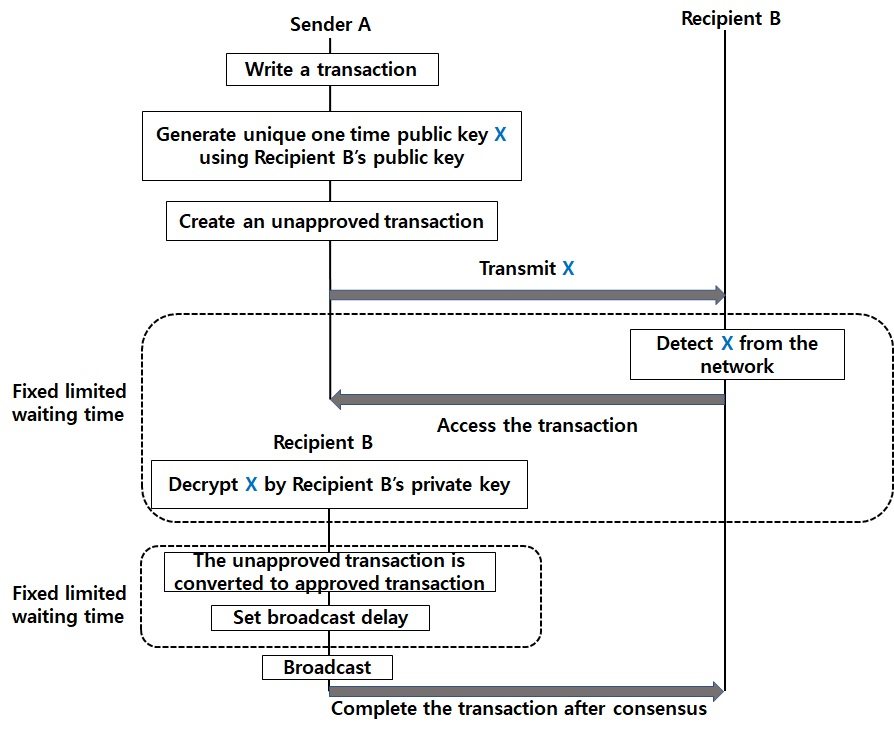 Sender A
Recipient B
Write a transaction
Generate unique one time public key X
using Recipient B's public key
Create an unapproved transaction
Transmit X
Detect X from the
network
Fixed limited
waiting time
Access the transaction
Recipient B
Decrypt X by Recipient B's private key
The unapproved transaction is
converted to approved transaction
Fixed limited
waiting time
Set broadcast delay
Broadcast
Complete the transaction after consensus